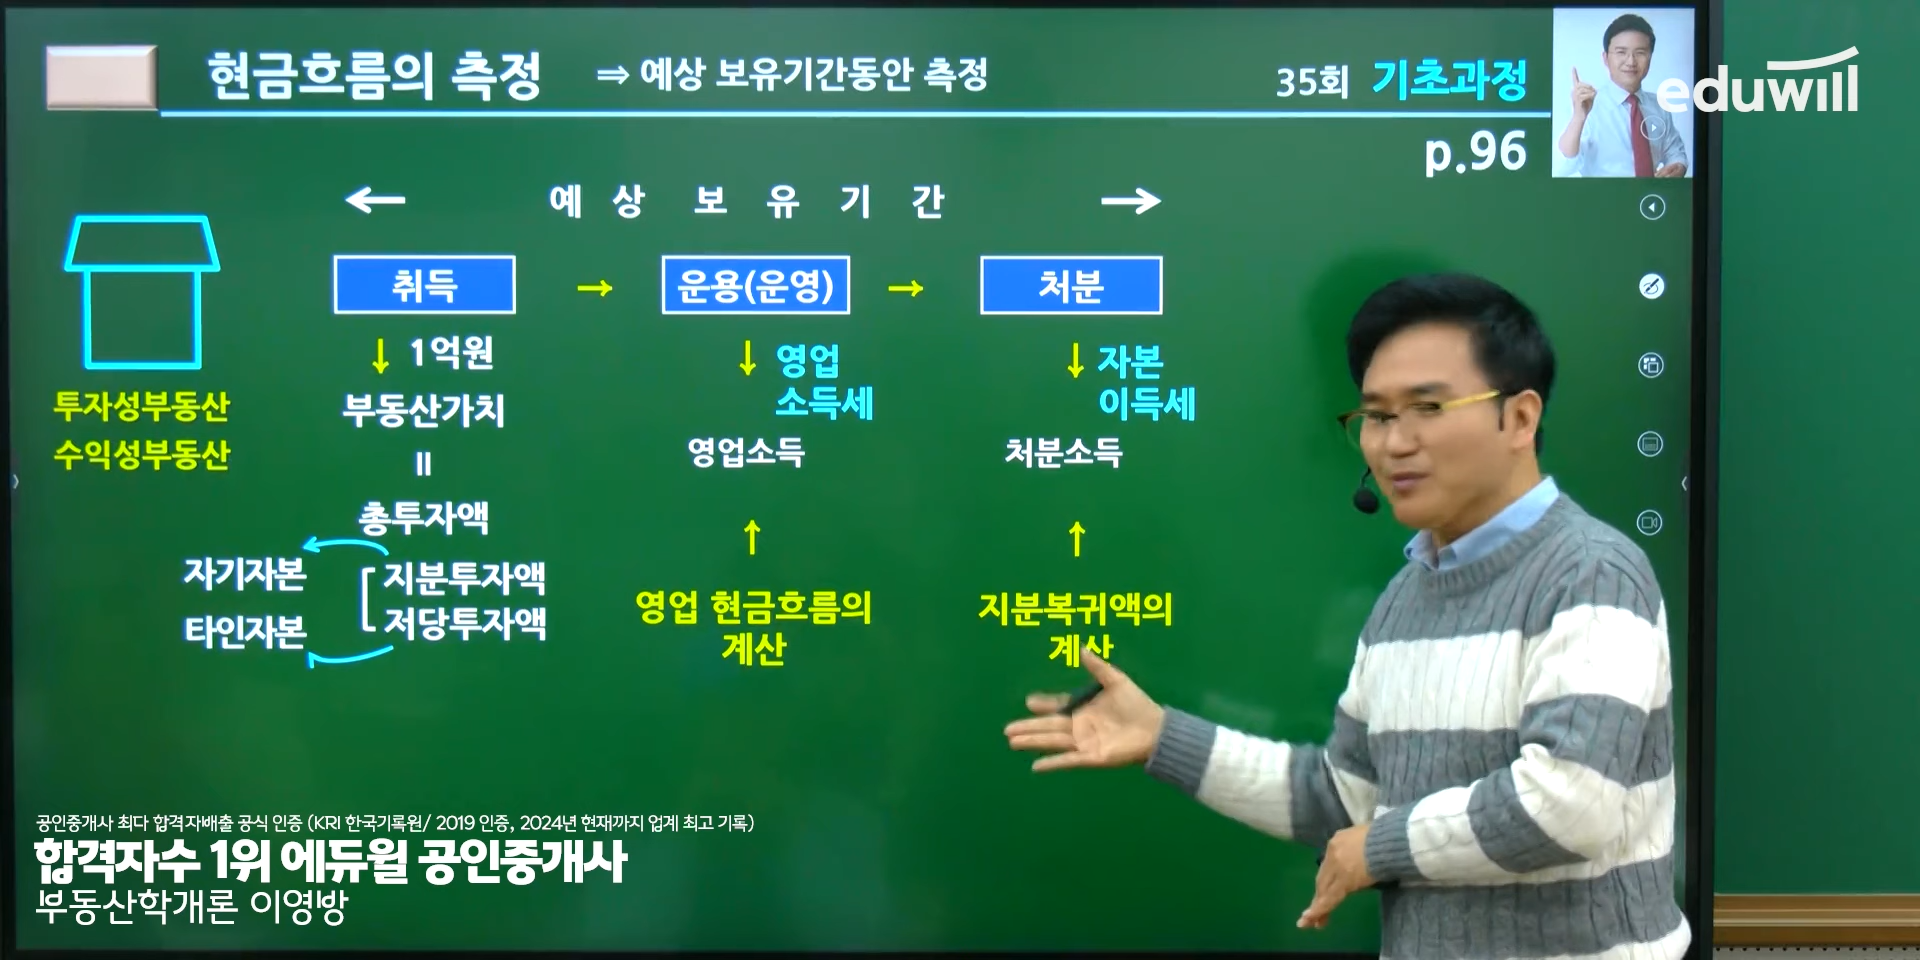 현금흐름의 측정 ⇒ 예상 보유기간동안 측정
35회 기초과정
eduwill
p.96
← 예 상 보 유 기 간 →
취득 → 운용(운영) → 처분
↓ 1억원
↓ 영업
소득세
↓ 자본
이득세
투자성부동산
수익성부동산
부동산가치
=
총투자액
자기자본
타인자본
지분투자액
저당투자액
영업소득
↑
영업 현금흐름의
계산
처분소득
↑
지분복귀액의
계산
공인중개사 최다 합격자배출 공식 인증 (KRI 한국기록원/ 2019 인증, 2024년 현재까지 업계 최고 기록)
합격자수 1위 에듀윌 공인중개사
부동산학개론 이영방